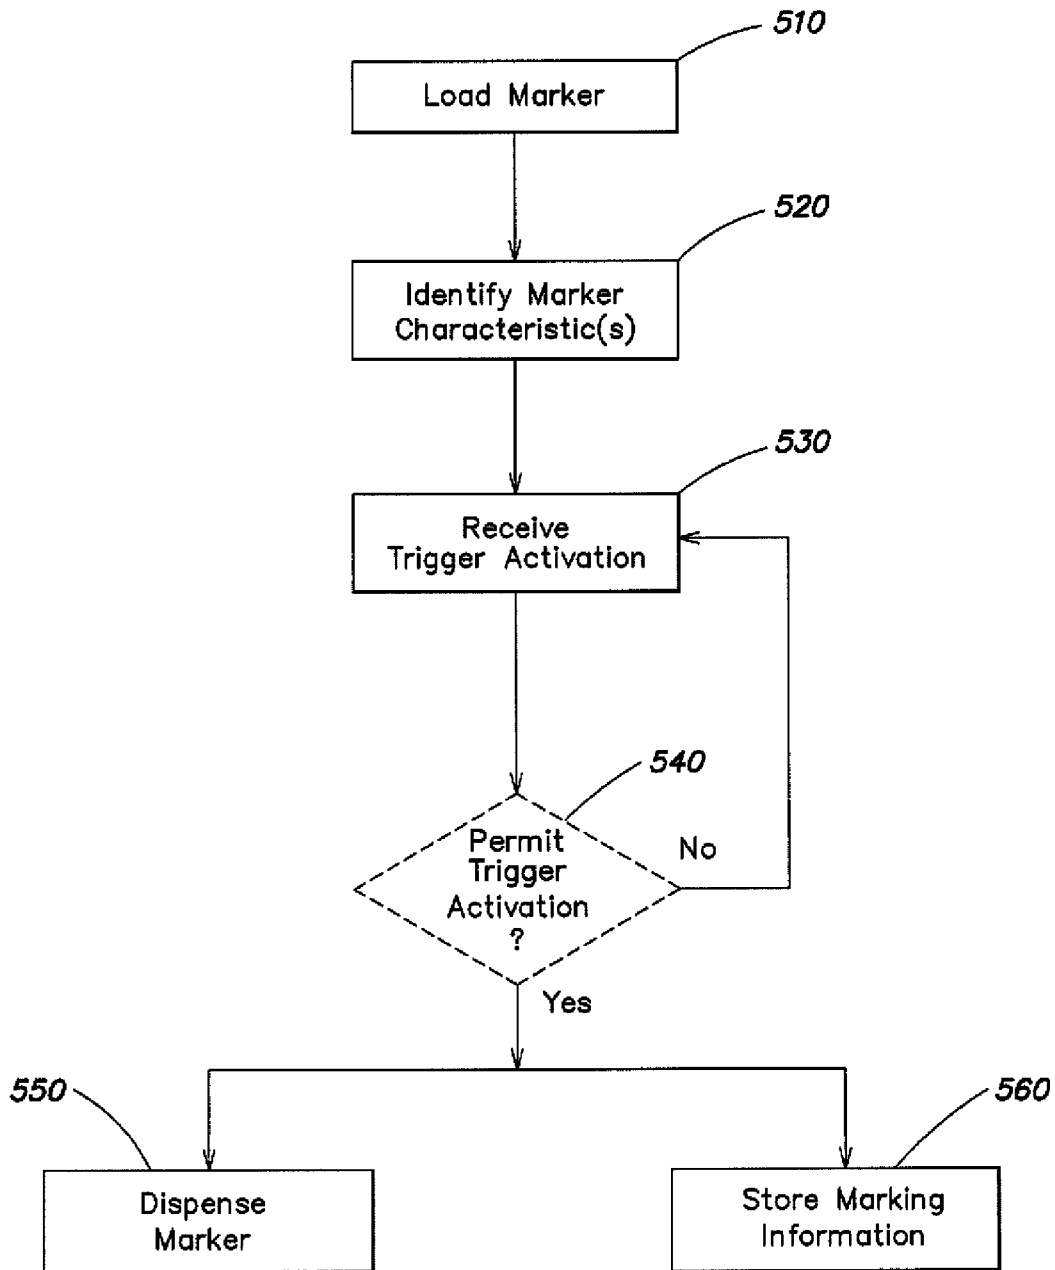 510
Load Marker
520
Identify Marker
Characteristic(s)
530
Receive
Trigger Activation
540
Permit
Trigger
Activation
?
No
Yes
550
560
Dispense
Marker
Store Marking
Information